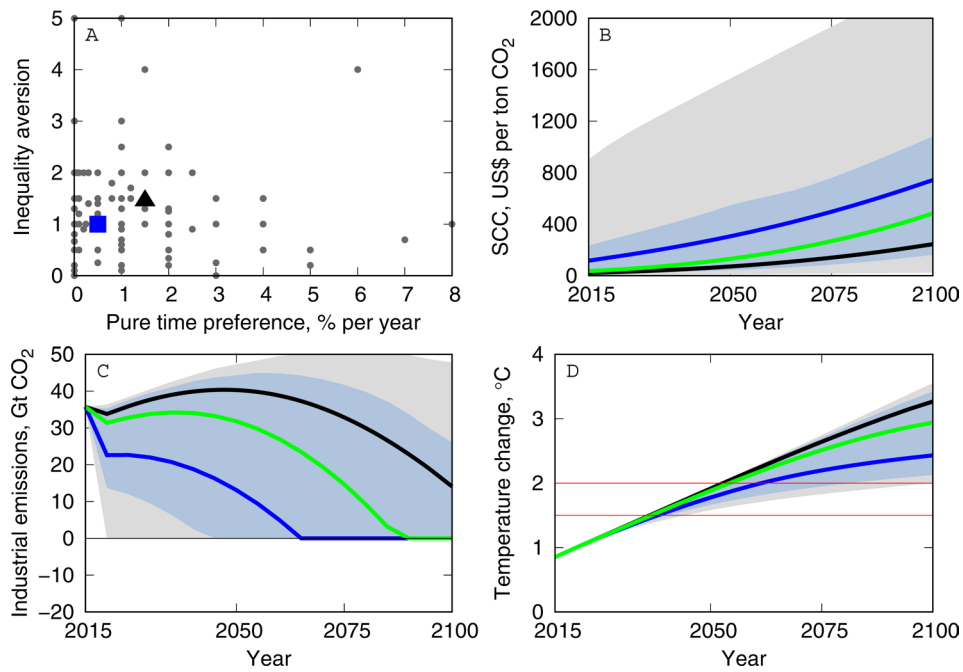 A
5
4
3
2
1
0
Inequality aversion
0 1 2 3 4 5 6 7 8
Pure time preference, % per year
B
2000
1600
1200
800
400
0
SCC, US$ per ton CO₂
2015 2050 2075 2100
Year
C
50
40
30
20
10
0
−10
−20
Industrial emissions, Gt CO₂
2015 2050 2075 2100
Year
D
4
3
2
1
0
Temperature change, °C
2015 2050 2075 2100
Year